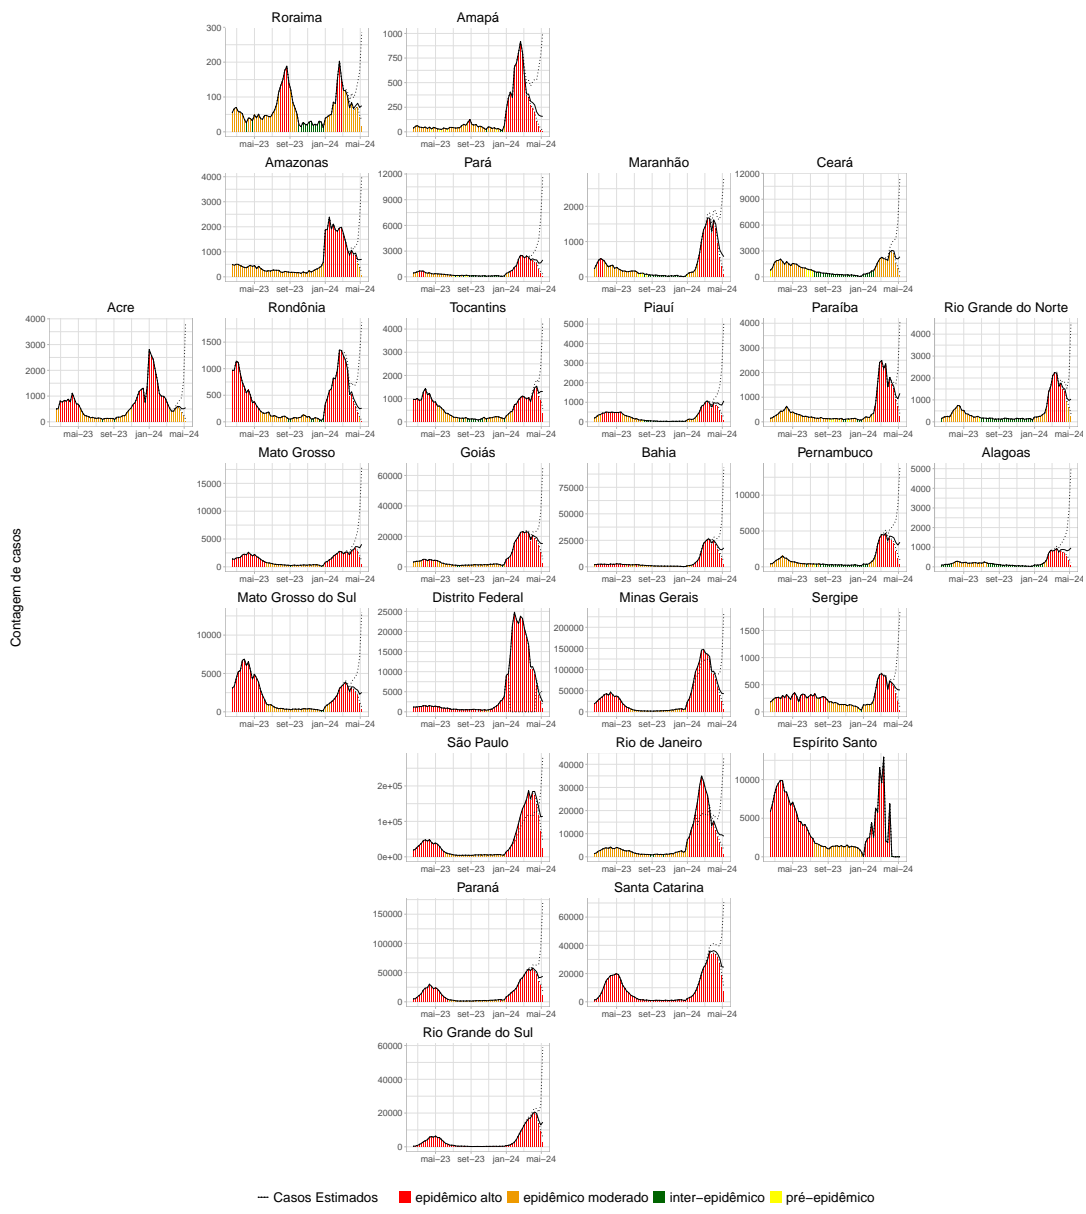 Contagem de casos
Roraima
300
200
100
0
mai−23 set−23 jan−24 mai−24
Amapá
1000
750
500
250
0
mai−23 set−23 jan−24 mai−24
Amazonas
4000
3000
2000
1000
0
mai−23 set−23 jan−24 mai−24
Pará
12000
9000
6000
3000
0
mai−23 set−23 jan−24 mai−24
Maranhão
2000
1000
0
mai−23 set−23 jan−24 mai−24
Ceará
12000
9000
6000
3000
0
mai−23 set−23 jan−24 mai−24
Acre
4000
3000
2000
1000
0
mai−23 set−23 jan−24 mai−24
Rondônia
1500
1000
500
0
mai−23 set−23 jan−24 mai−24
Tocantins
4000
3000
2000
1000
0
mai−23 set−23 jan−24 mai−24
Piauí
5000
4000
3000
2000
1000
0
mai−23 set−23 jan−24 mai−24
Paraíba
4000
3000
2000
1000
0
mai−23 set−23 jan−24 mai−24
Rio Grande do Norte
4000
3000
2000
1000
0
mai−23 set−23 jan−24 mai−24
Mato Grosso
15000
10000
5000
0
mai−23 set−23 jan−24 mai−24
Goiás
60000
40000
20000
0
mai−23 set−23 jan−24 mai−24
Bahia
75000
50000
25000
0
mai−23 set−23 jan−24 mai−24
Pernambuco
10000
5000
0
mai−23 set−23 jan−24 mai−24
Alagoas
5000
4000
3000
2000
1000
0
mai−23 set−23 jan−24 mai−24
Mato Grosso do Sul
10000
5000
0
mai−23 set−23 jan−24 mai−24
Distrito Federal
25000
20000
15000
10000
5000
0
mai−23 set−23 jan−24 mai−24
Minas Gerais
200000
150000
100000
50000
0
mai−23 set−23 jan−24 mai−24
Sergipe
1500
1000
500
0
mai−23 set−23 jan−24 mai−24
São Paulo
2e+05
1e+05
0e+00
mai−23 set−23 jan−24 mai−24
Rio de Janeiro
40000
30000
20000
10000
0
mai−23 set−23 jan−24 mai−24
Espírito Santo
10000
5000
0
mai−23 set−23 jan−24 mai−24
Paraná
150000
100000
50000
0
mai−23 set−23 jan−24 mai−24
Santa Catarina
60000
40000
20000
0
mai−23 set−23 jan−24 mai−24
Rio Grande do Sul
60000
40000
20000
0
mai−23 set−23 jan−24 mai−24
Casos Estimados epidêmico alto epidêmico moderado inter−epidêmico pré−epidêmico